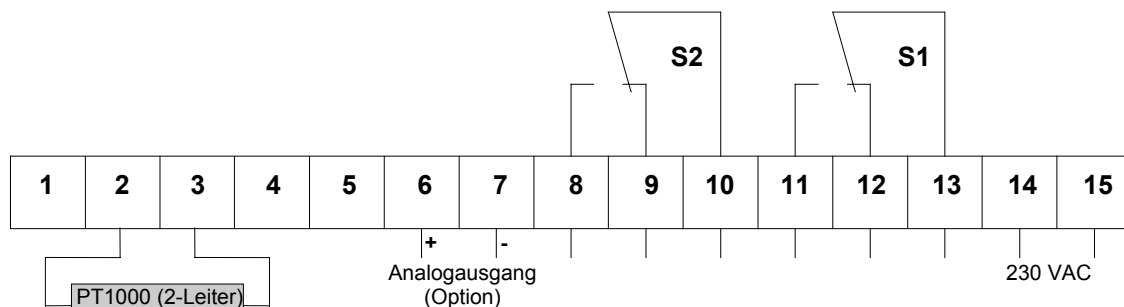 S2 S1
1 2 3 4 5 6 7 8 9 10 11 12 13 14 15
+ -
Analogausgang 230 VAC
(Option)
PT1000 (2-Leiter)